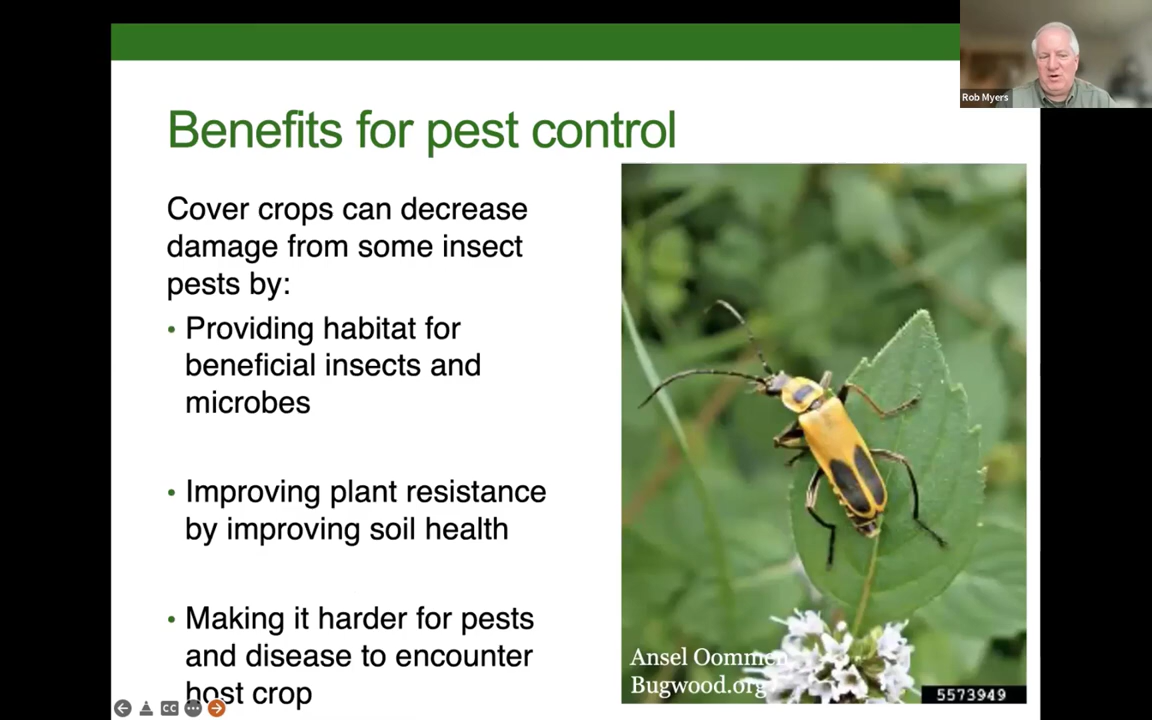 Rob Myers
Benefits for pest control
Cover crops can decrease
damage from some insect
pests by:
• Providing habitat for
beneficial insects and
microbes
• Improving plant resistance
by improving soil health
• Making it harder for pests
and disease to encounter
host crop
Ansel Oommen
Bugwood.org
5573949
CC